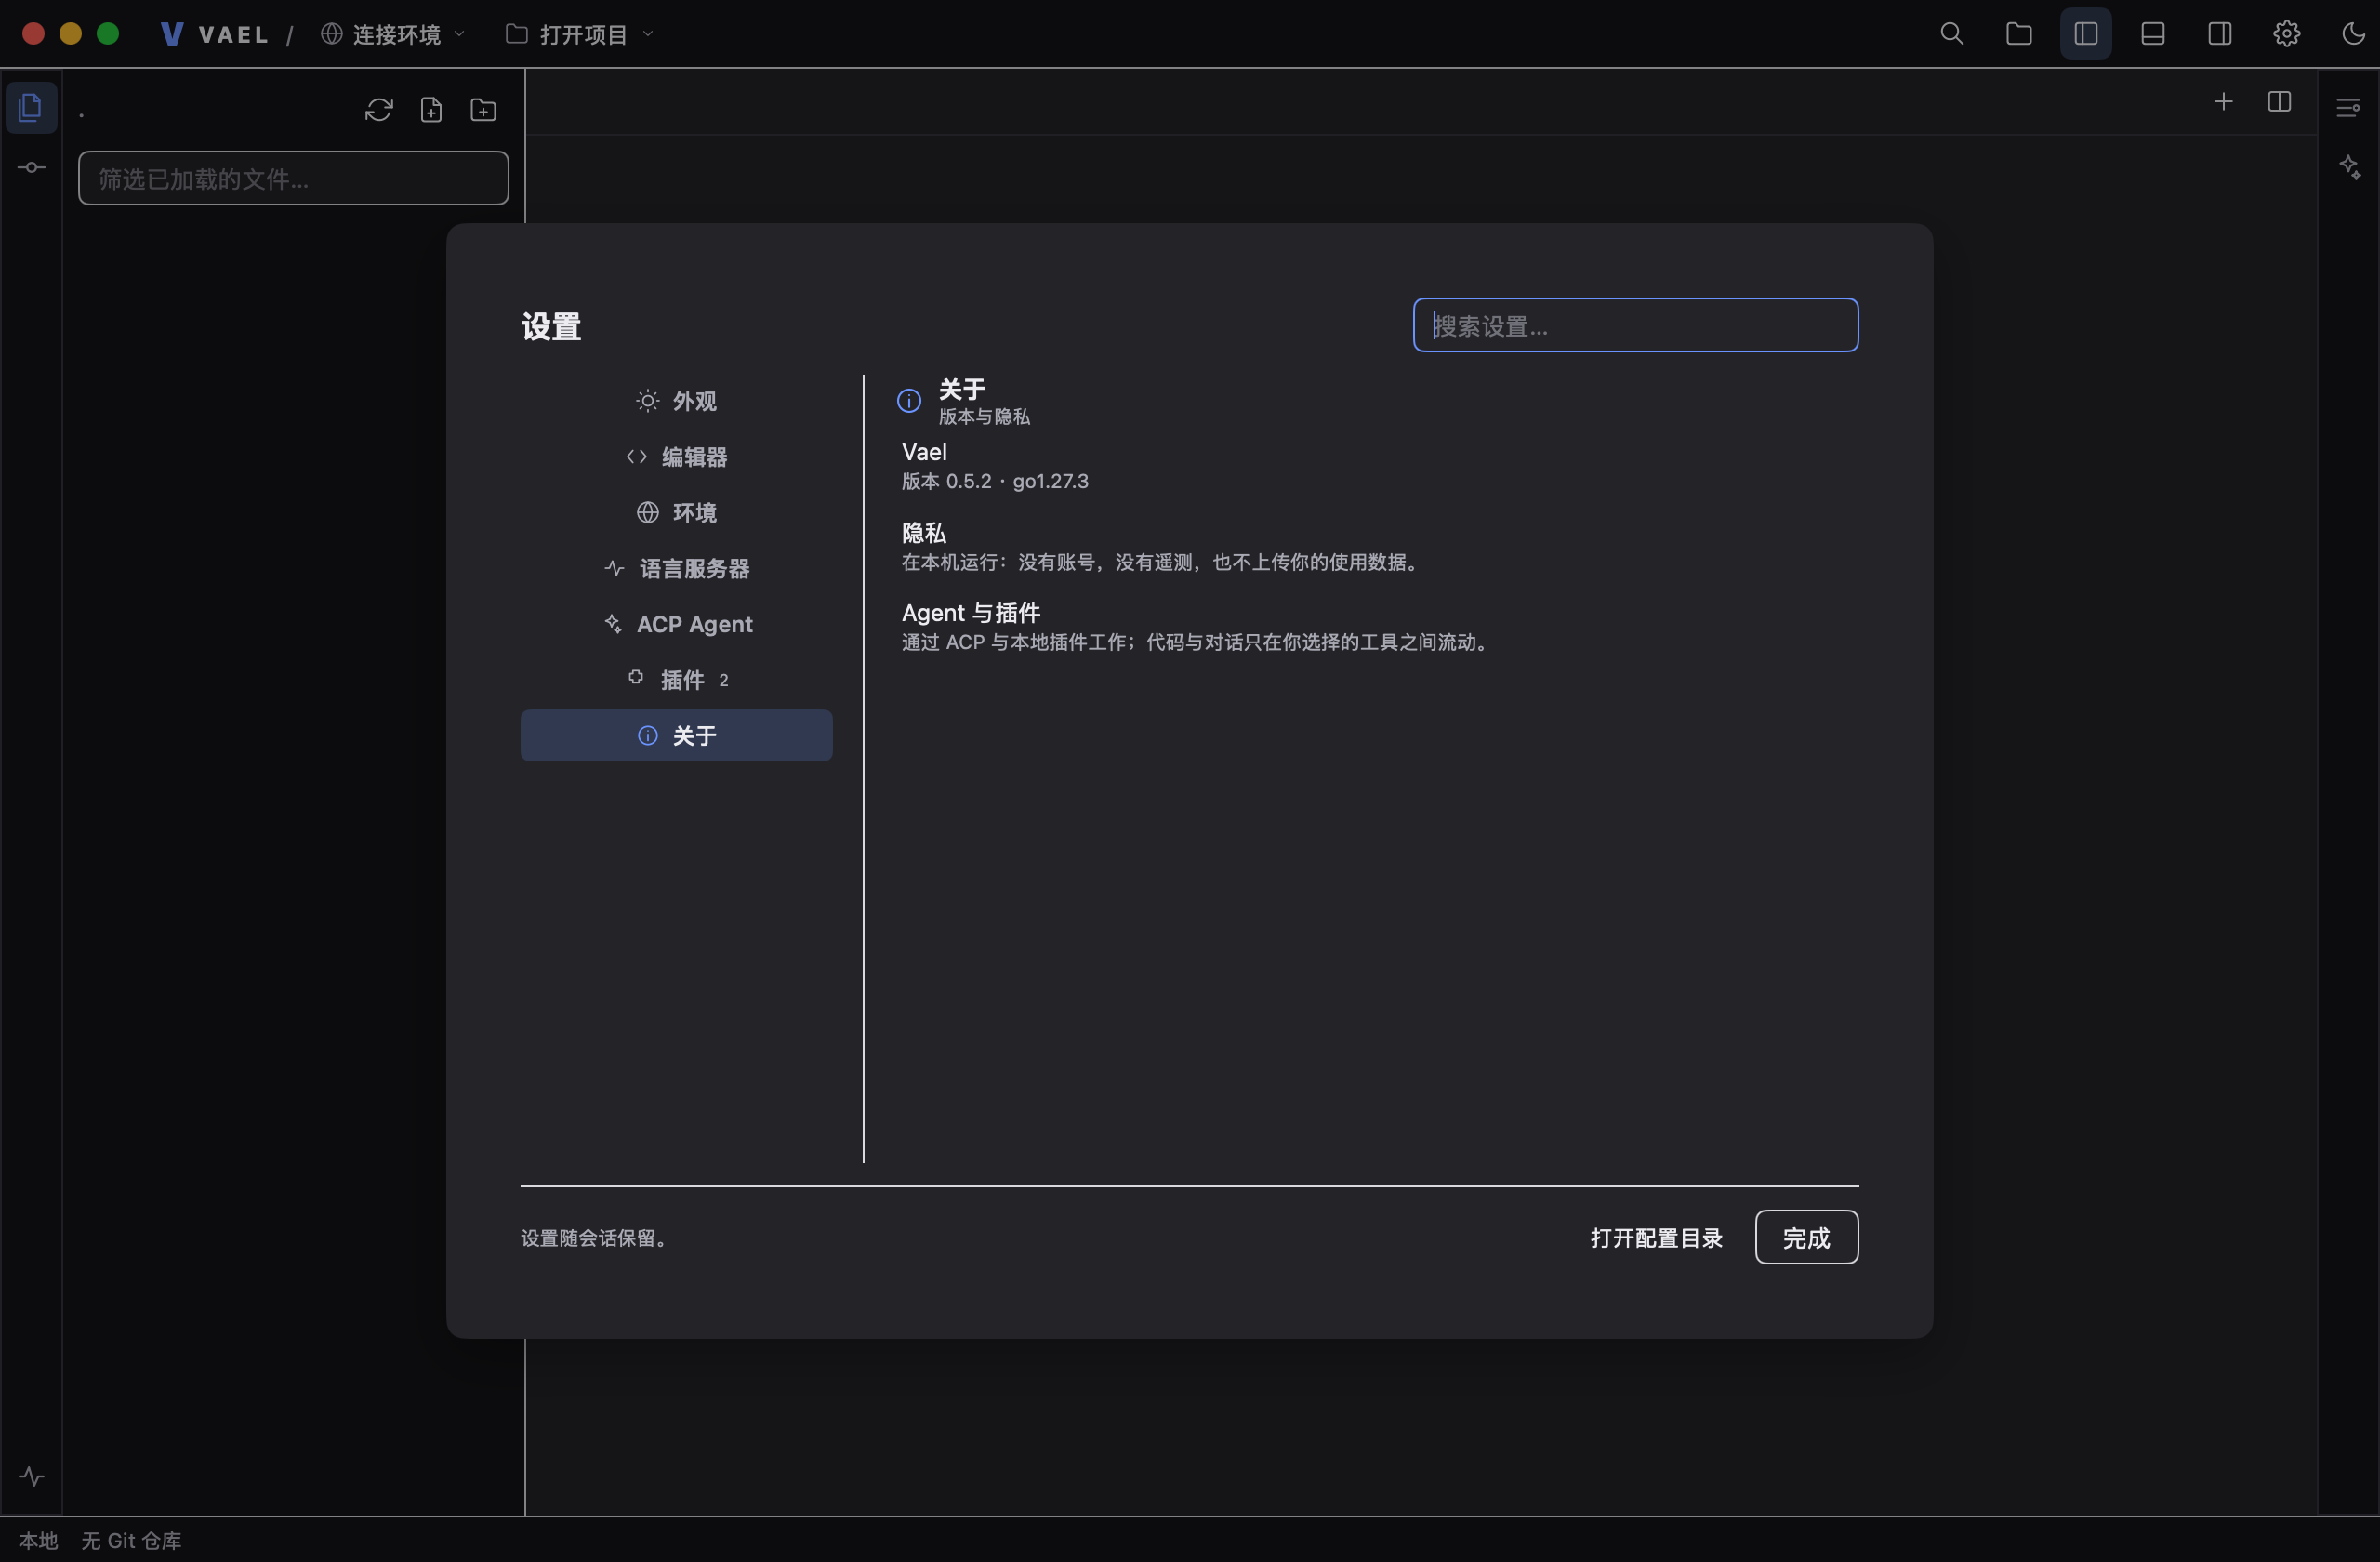 VAEL / 连接环境 打开项目
.
筛选已加载的文件...
设置
搜索设置...
外观
编辑器
环境
语言服务器
ACP Agent
插件 2
关于
关于
版本与隐私
Vael
版本 0.5.2 · go1.27.3
隐私
在本机运行：没有账号，没有遥测，也不上传你的使用数据。
Agent 与插件
通过 ACP 与本地插件工作；代码与对话只在你选择的工具之间流动。
设置随会话保留。
打开配置目录 完成
本地 无 Git 仓库